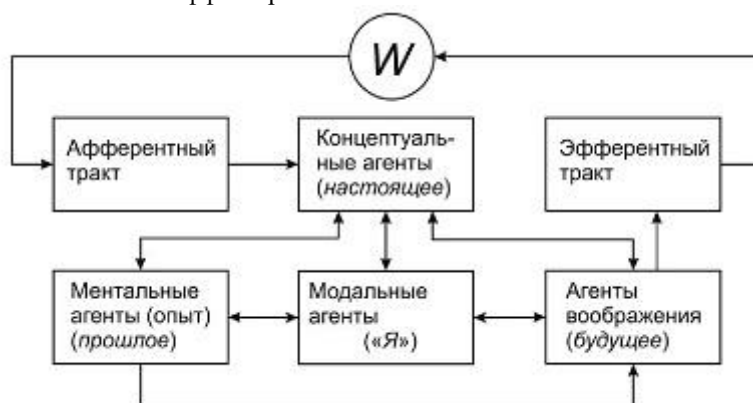 W
Афферентный
тракт
Концептуаль-
ные агенты
(настоящее)
Эфферентный
тракт
Ментальные
агенты (опыт)
(прошлое)
Модальные
агенты
(«Я»)
Агенты
воображения
(будущее)